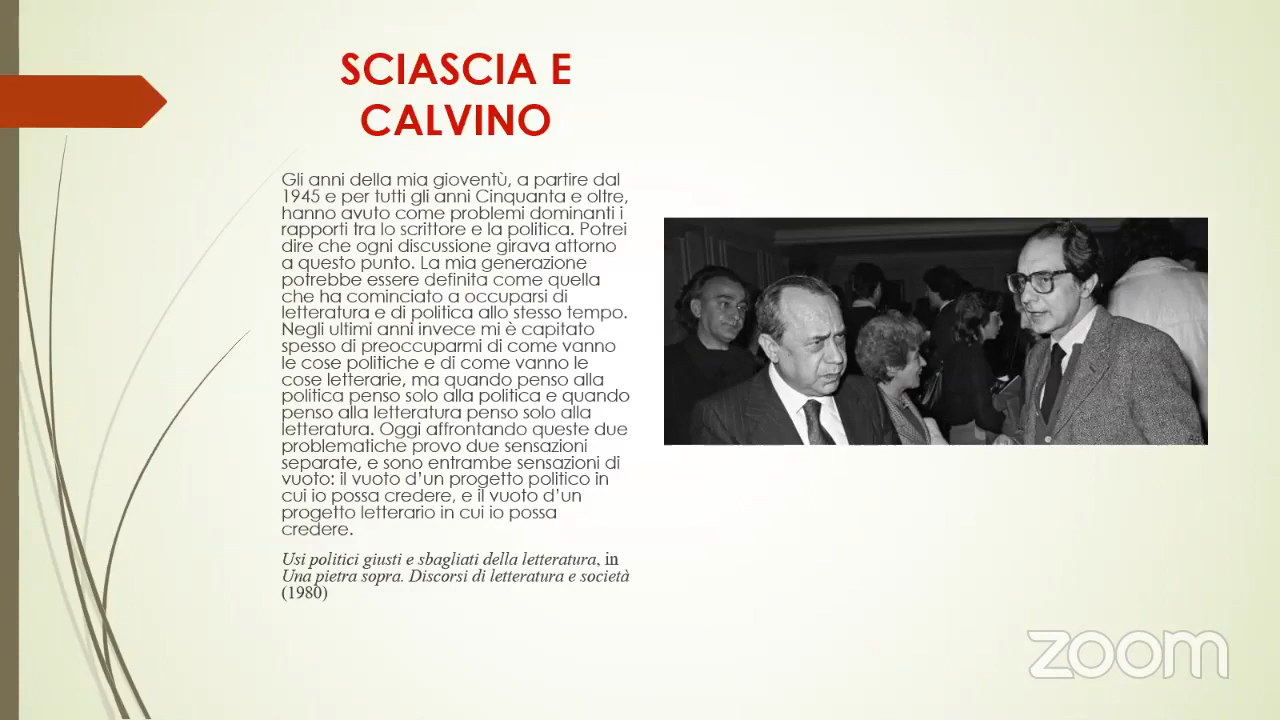 SCIASCIA E
CALVINO
Gli anni della mia gioventù, a partire dal
1945 e per tutti gli anni Cinquanta e oltre,
hanno avuto come problemi dominanti i
rapporti tra lo scrittore e la politica. Potrei
dire che ogni discussione girava attorno
a questo punto. La mia generazione
potrebbe essere definita come quella
che ha cominciato a occuparsi di
letteratura e di politica allo stesso tempo.
Negli ultimi anni invece mi è capitato
spesso di preoccuparmi di come vanno
le cose politiche e di come vanno le
cose letterarie, ma quando penso alla
politica penso solo alla politica e quando
penso alla letteratura penso solo alla
letteratura. Oggi affrontando queste due
problematiche provo due sensazioni
separate, e sono entrambe sensazioni di
vuoto: il vuoto d’un progetto politico in
cui io possa credere, e il vuoto d’un
progetto letterario in cui io possa
credere.
Usi politici giusti e sbagliati della letteratura, in
Una pietra sopra. Discorsi di letteratura e società
(1980)
zoom